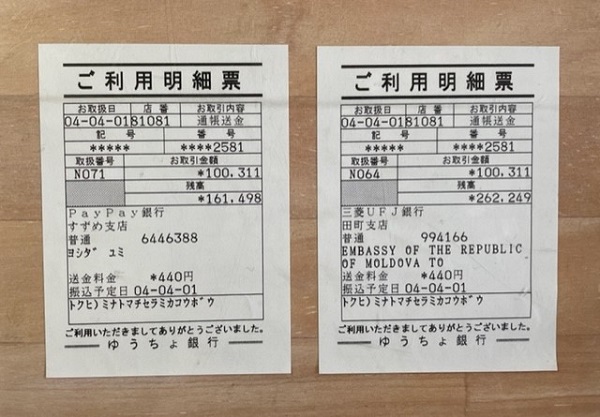 ご利用明細票
お取扱日 店番 お取引内容
04-04-01 81081 通帳送金
記号 番号
***** ****2581
取扱番号 お取引金額
N071 *100,311
残高
*161,498
PayPay銀行
すずめ支店
普通 6446388
ヨシダ ユミ
送金料金 *440円
振込予定日 04-04-01
トクヒ)ミナトマチセラミカコウボウ
ご利用いただきましてありがとうございました。
ゆうちょ銀行
ご利用明細票
お取扱日 店番 お取引内容
04-04-01 81081 通帳送金
記号 番号
***** ****2581
取扱番号 お取引金額
N064 *100,311
残高
*262,249
三菱UFJ銀行
田町支店
普通 994166
EMBASSY OF THE REPUBLIC
OF MOLDOVA TO
送金料金 *440円
振込予定日 04-04-01
トクヒ)ミナトマチセラミカコウボウ
ご利用いただきましてありがとうございました。
ゆうちょ銀行